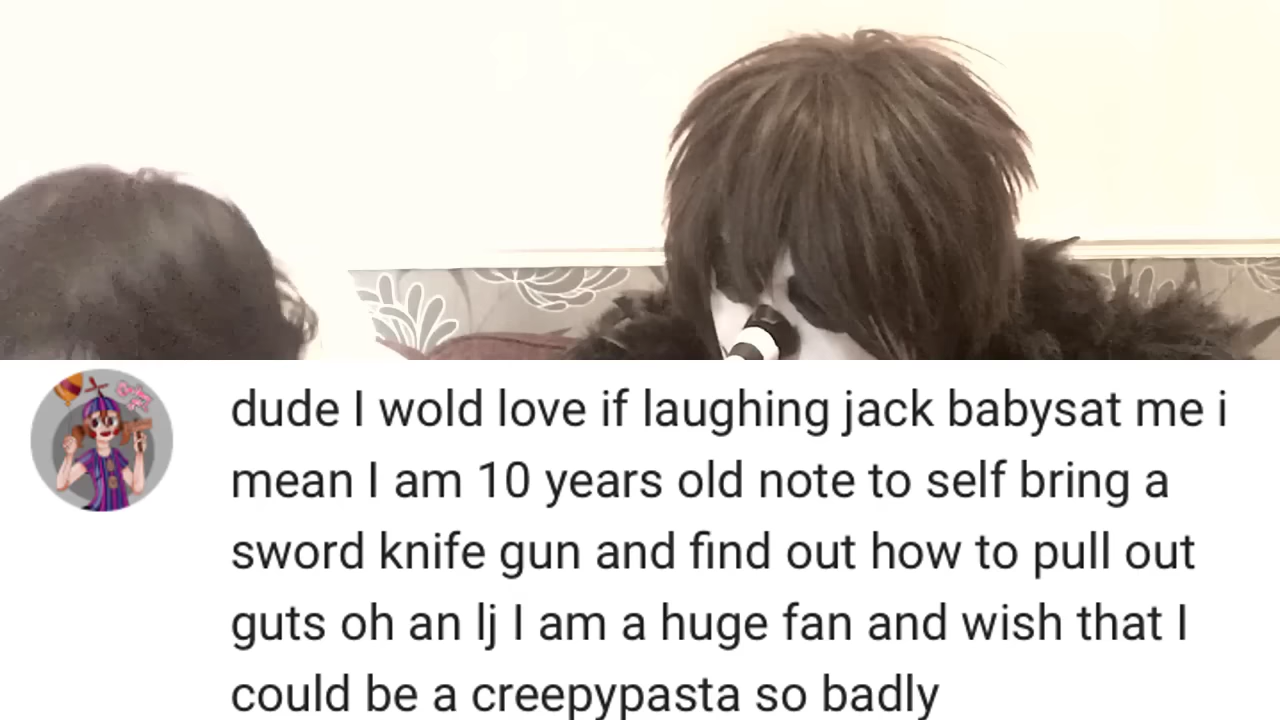 dude I wold love if laughing jack babysat me i
mean I am 10 years old note to self bring a
sword knife gun and find out how to pull out
guts oh an lj I am a huge fan and wish that I
could be a creepypasta so badly